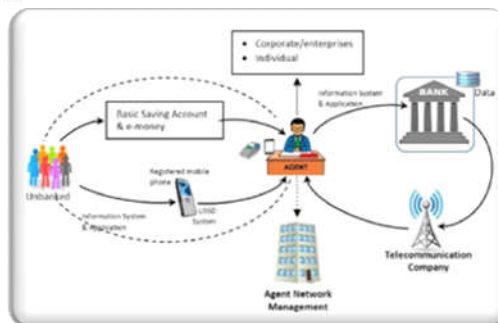 Corporate/enterprises
Individual
Information System
& Application
BANK
Data
Basic Saving Account
& e-money
AGENT
Registered mobile
phone
Unbanked
USSD
System
Information System
& Application
Telecommunication
Company
Agent Network
Management